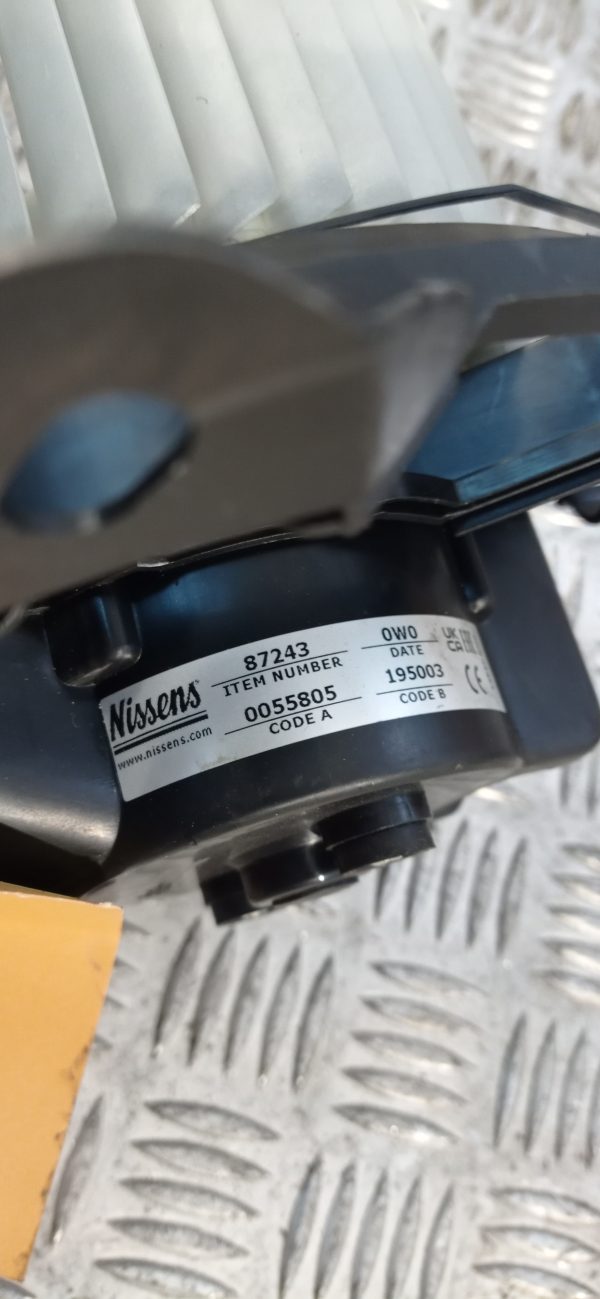 Nissens
www.nissens.com
87243
ITEM NUMBER
0055805
CODE A
0W0
DATE
195003
CODE B
UK
CA
CE